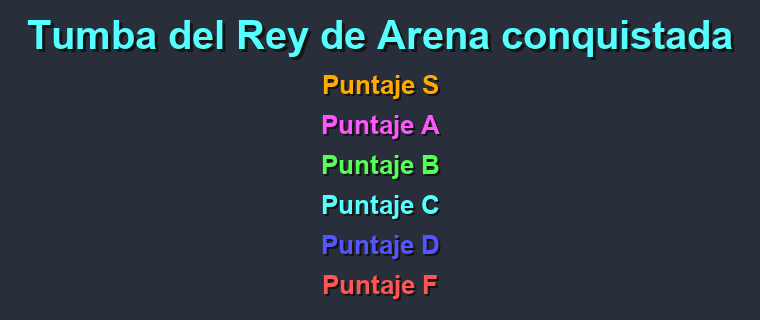 Tumba del Rey de Arena conquistada
Puntaje S
Puntaje A
Puntaje B
Puntaje C
Puntaje D
Puntaje F